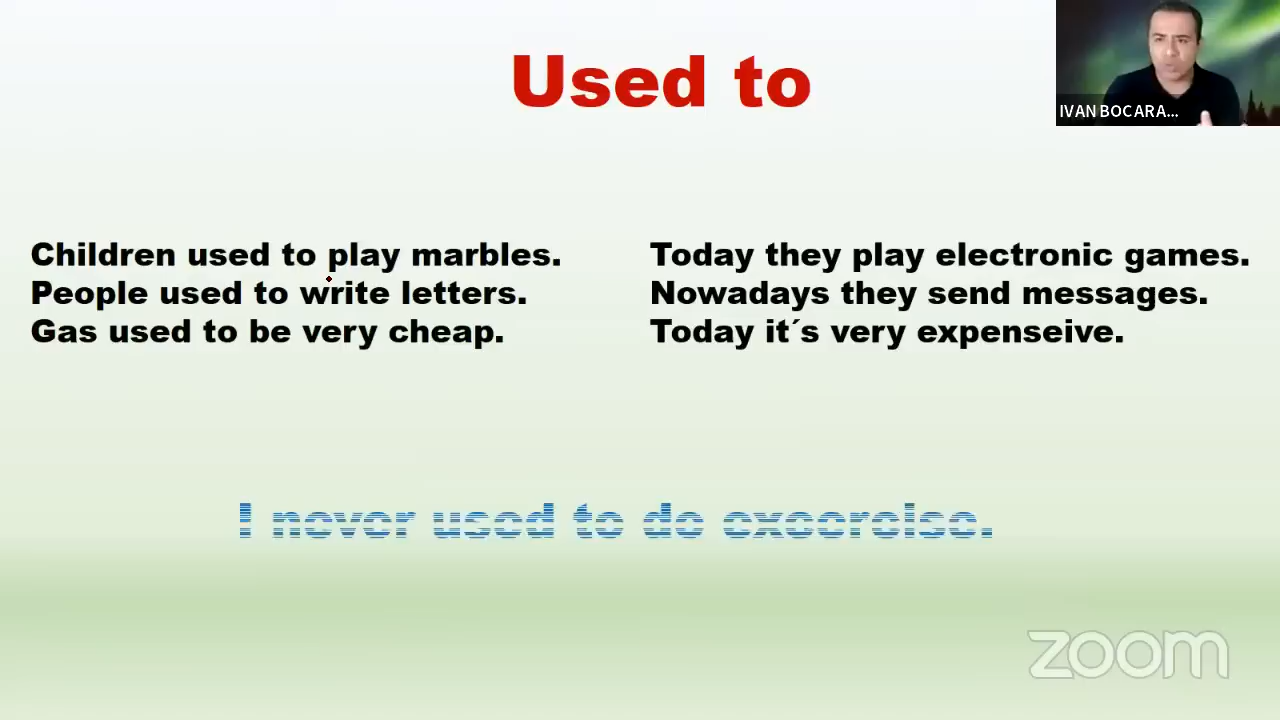 Used to
IVAN BOCARA...
Children used to play marbles.
People used to write letters.
Gas used to be very cheap.
Today they play electronic games.
Nowadays they send messages.
Today it´s very expenseive.
I never used to do exceercise.
zoom